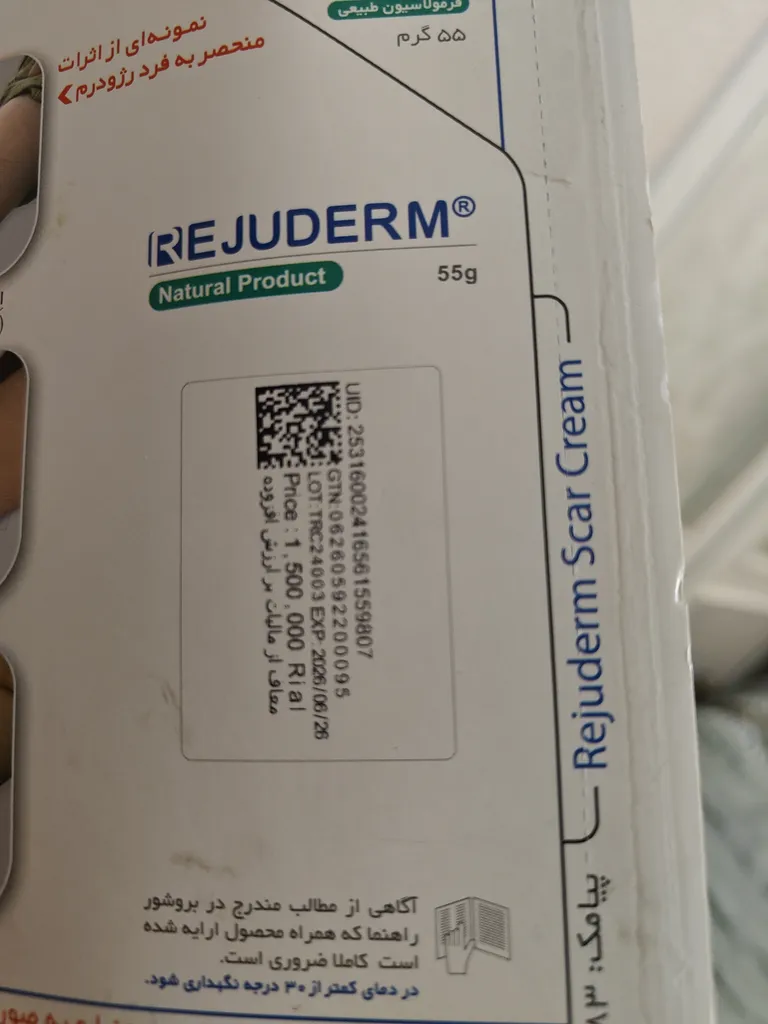 فرمولاسیون طبیعی
۵۵ گرم
نمونه‌ای از اثرات
منحصر به فرد رژودرم
REJUDERM®
Natural Product
55g
UID: 25316002416561559807
GTN: 06260592200095
LOT: TRC24003 EXP: 2026/06/26
Price : 1,500,000 Rial
معاف از مالیات بر ارزش افزوده
Rejuderm Scar Cream
پیامک:
آگاهی از مطالب مندرج در بروشور
راهنما که همراه محصول ارایه شده
است کاملا ضروری است.
در دمای کمتر از ۳۰ درجه نگهداری شود.